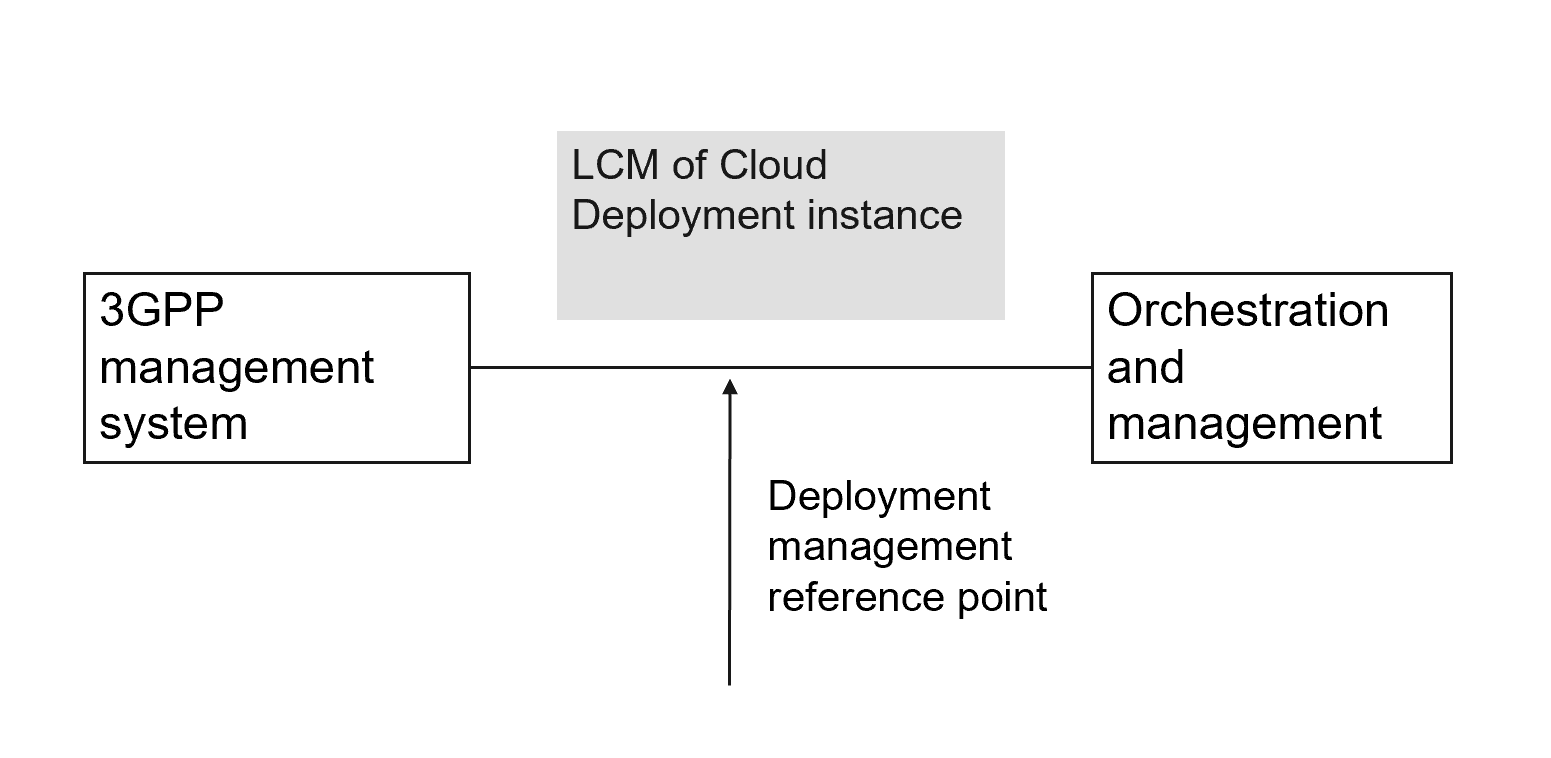 LCM of Cloud
Deployment instance
3GPP
management
system
Orchestration
and
management
Deployment
management
reference point